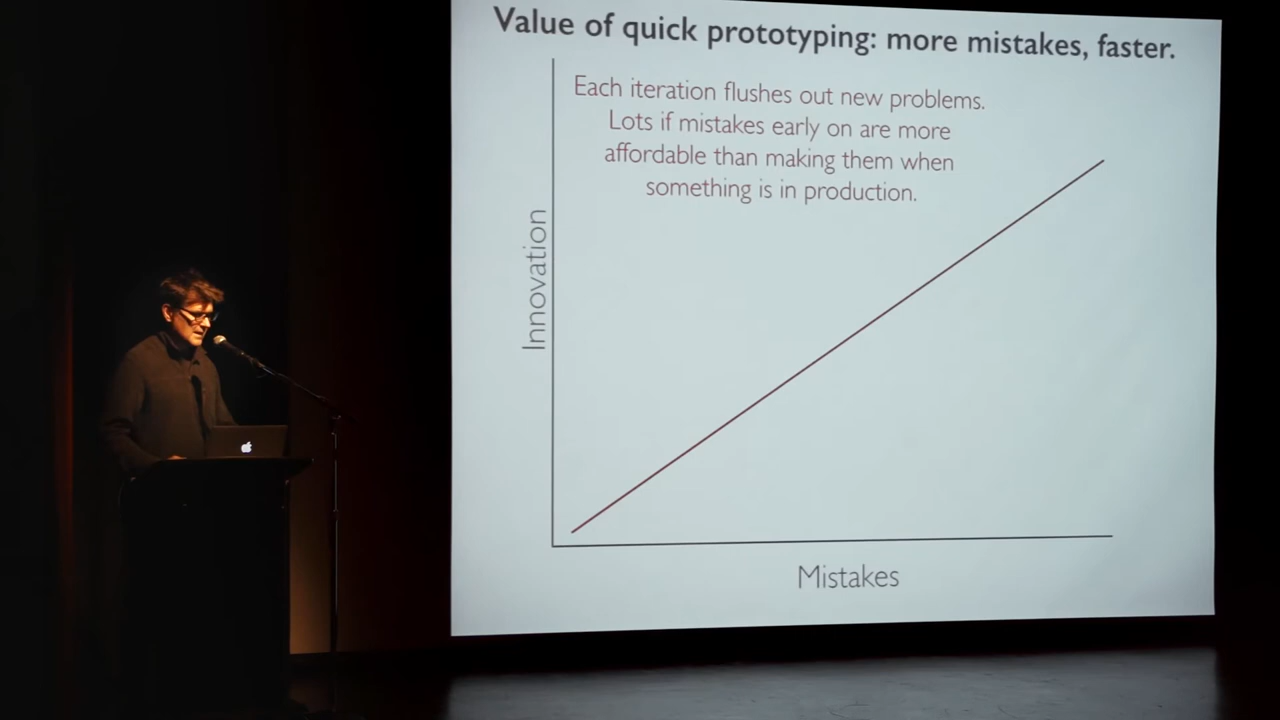 Value of quick prototyping: more mistakes, faster.
Each iteration flushes out new problems.
Lots if mistakes early on are more
affordable than making them when
something is in production.
Innovation
Mistakes